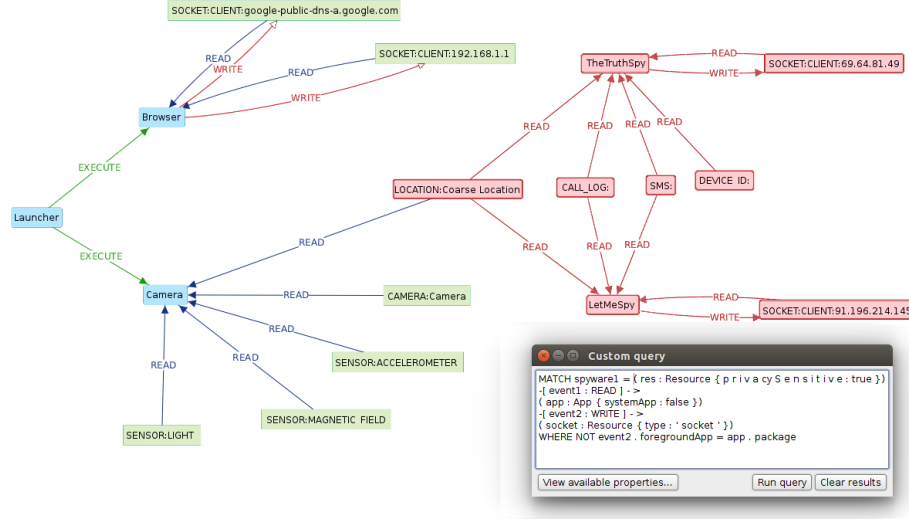 SOCKET:CLIENT:google-public-dns-a.google.com
READ
WRITE
SOCKET:CLIENT:192.168.1.1
READ
WRITE
Browser
EXECUTE
Launcher
EXECUTE
Camera
READ
LOCATION:Coarse Location
READ
CAMERA:Camera
READ
SENSOR:ACCELEROMETER
READ
SENSOR:MAGNETIC FIELD
READ
SENSOR:LIGHT
TheTruthSpy
READ
WRITE
SOCKET:CLIENT:69.64.81.49
READ
READ
READ
READ
CALL_LOG:
SMS:
DEVICE ID:
READ
READ
READ
LetMeSpy
READ
WRITE
SOCKET:CLIENT:91.196.214.145
Custom query
MATCH spyware1 = ( res : Resource { p r i v a cy S e n s i t i v e : true } )
-[ event1 : READ ] - >
( app : App { systemApp : false } )
-[ event2 : WRITE ] - >
( socket : Resource { type : ' socket ' } )
WHERE NOT event2 . foregroundApp = app . package
View available properties...
Run query
Clear results